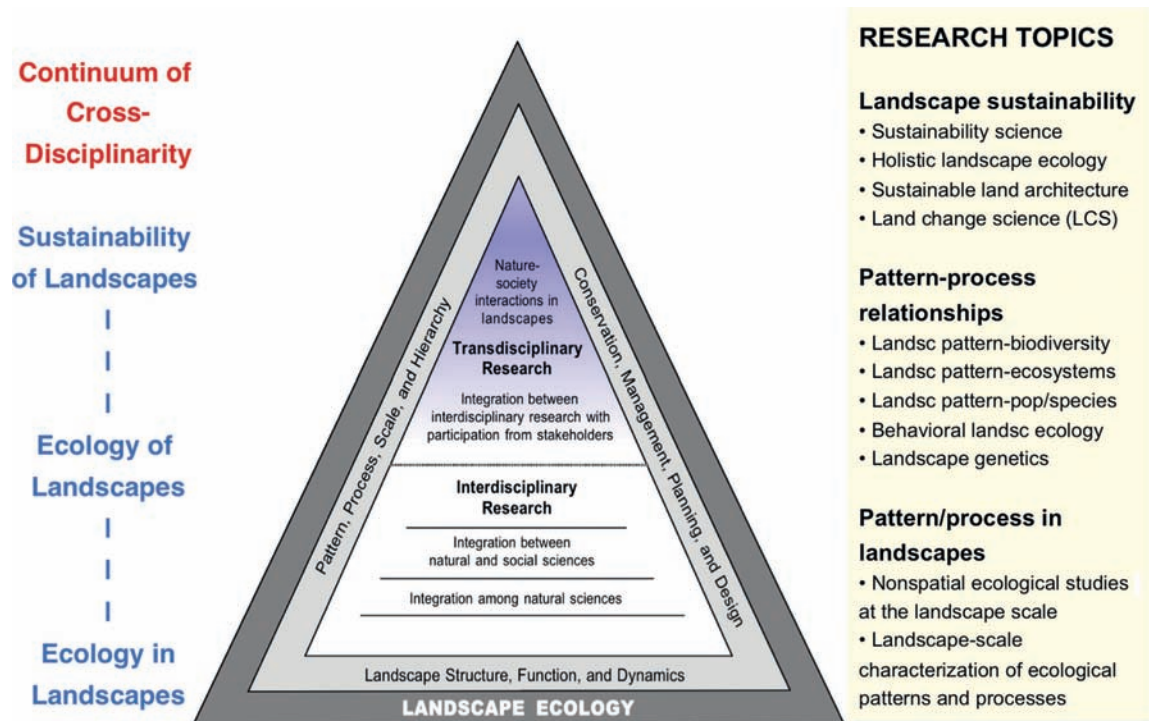 Continuum of
Cross-
Disciplinarity
Sustainability
of Landscapes
Ecology of
Landscapes
Ecology in
Landscapes
Pattern, Process, Scale, and Hierarchy
Conservation, Management, Planning, and Design
Nature-
society
interactions in
landscapes
Transdisciplinary
Research
Integration between
interdisciplinary research with
participation from stakeholders
Interdisciplinary
Research
Integration between
natural and social sciences
Integration among natural sciences
Landscape Structure, Function, and Dynamics
LANDSCAPE ECOLOGY
RESEARCH TOPICS
Landscape sustainability
• Sustainability science
• Holistic landscape ecology
• Sustainable land architecture
• Land change science (LCS)
Pattern-process
relationships
• Landsc pattern-biodiversity
• Landsc pattern-ecosystems
• Landsc pattern-pop/species
• Behavioral landsc ecology
• Landscape genetics
Pattern/process in
landscapes
• Nonspatial ecological studies
at the landscape scale
• Landscape-scale
characterization of ecological
patterns and processes